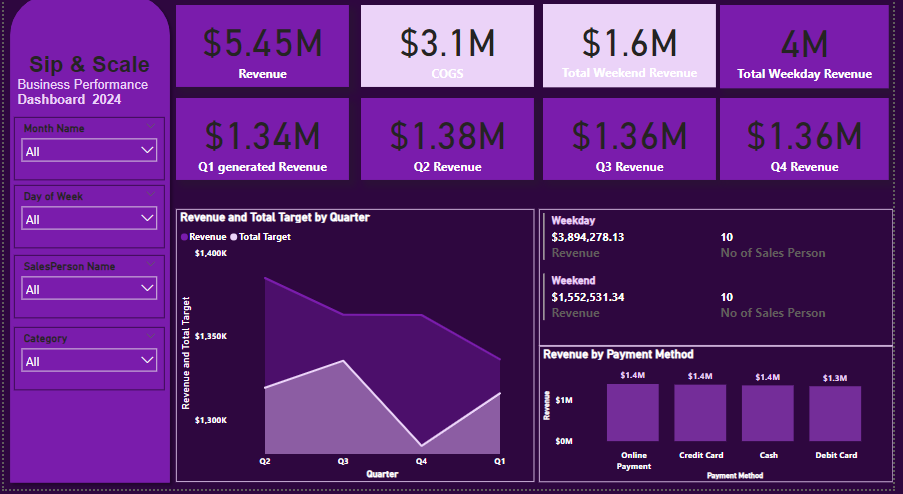 Sip & Scale
Business Performance
Dashboard 2024
Month Name
All
Day of Week
All
SalesPerson Name
All
Category
All
$5.45M
Revenue
$3.1M
COGS
$1.6M
Total Weekend Revenue
4M
Total Weekday Revenue
$1.34M
Q1 generated Revenue
$1.38M
Q2 Revenue
$1.36M
Q3 Revenue
$1.36M
Q4 Revenue
Revenue and Total Target by Quarter
Revenue Total Target
Revenue and Total Target
$1,400K
$1,350K
$1,300K
Q2 Q3 Q4 Q1
Quarter
Weekday
$3,894,278.13 10
Revenue No of Sales Person
Weekend
$1,552,531.34 10
Revenue No of Sales Person
Revenue by Payment Method
Revenue
$1M
$0M
$1.4M $1.4M $1.4M $1.3M
Online Credit Card Cash Debit Card
Payment
Payment Method